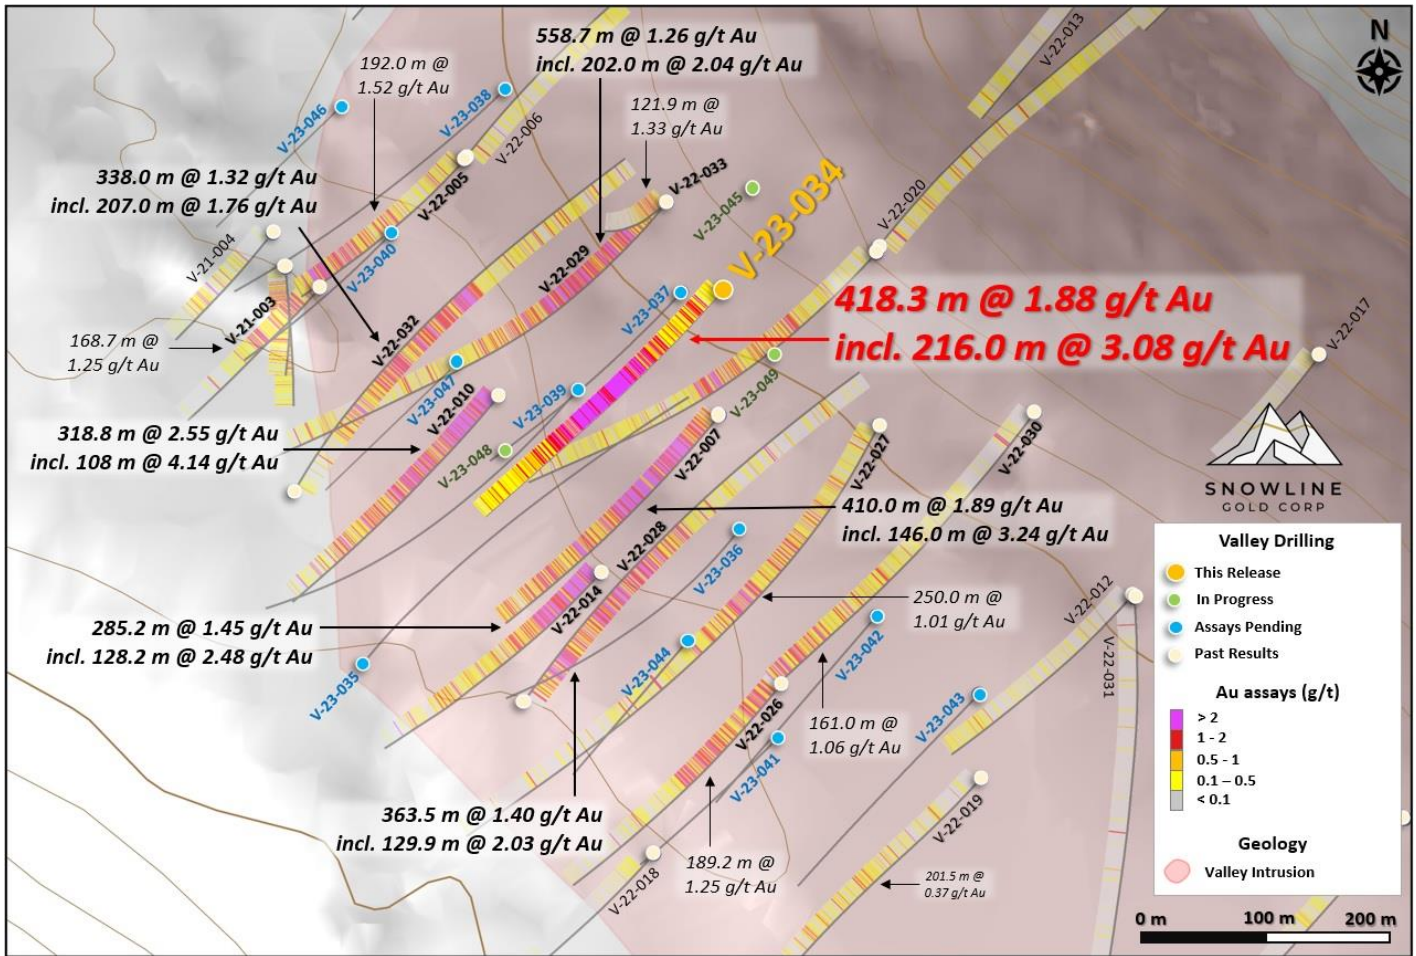 558.7 m @ 1.26 g/t Au
incl. 202.0 m @ 2.04 g/t Au
V-22-013
N
192.0 m @
1.52 g/t Au
V-23-046
V-23-038
V-22-006
121.9 m @
1.33 g/t Au
338.0 m @ 1.32 g/t Au
incl. 207.0 m @ 1.76 g/t Au
V-22-005
V-22-033
V-23-045
V-23-034
V-22-020
V-21-004
V-23-040
V-22-029
V-21-003
V-23-037
418.3 m @ 1.88 g/t Au
incl. 216.0 m @ 3.08 g/t Au
V-22-017
168.7 m @
1.25 g/t Au
V-22-032
V-23-047
V-22-010
V-23-039
V-23-049
318.8 m @ 2.55 g/t Au
incl. 108 m @ 4.14 g/t Au
V-23-048
V-22-007
V-22-027
V-22-030
SNOWLINE
GOLD CORP
410.0 m @ 1.89 g/t Au
incl. 146.0 m @ 3.24 g/t Au
V-22-028
V-23-036
V-22-014
250.0 m @
1.01 g/t Au
V-22-012
V-22-031
285.2 m @ 1.45 g/t Au
incl. 128.2 m @ 2.48 g/t Au
V-23-035
V-23-044
V-23-042
V-23-043
V-22-026
161.0 m @
1.06 g/t Au
V-23-041
363.5 m @ 1.40 g/t Au
incl. 129.9 m @ 2.03 g/t Au
V-22-019
189.2 m @
1.25 g/t Au
V-22-018
201.5 m @
0.37 g/t Au
Valley Drilling
This Release
In Progress
Assays Pending
Past Results
Au assays (g/t)
> 2
1 - 2
0.5 - 1
0.1 – 0.5
< 0.1
Geology
Valley Intrusion
0 m 100 m 200 m